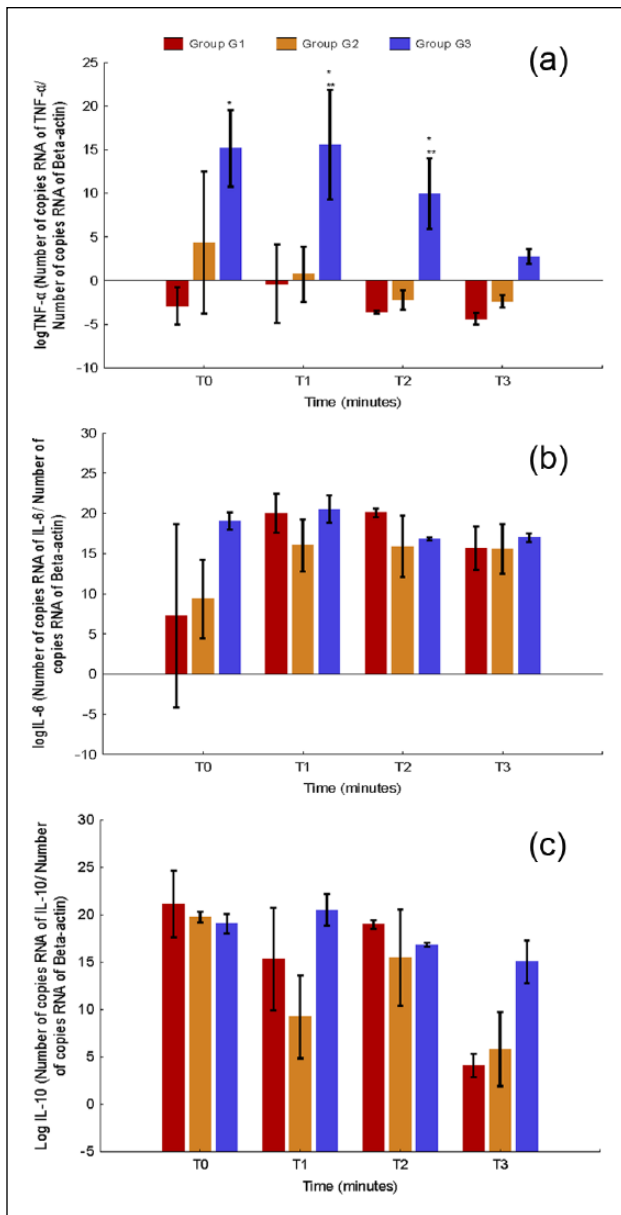 Group G1 Group G2 Group G3
(a)
logTNF-α (Number of copies RNA of TNF-α/
Number of copies RNA of Beta-actin)
25
20
15
10
5
0
−5
−10
*
*
**
*
**
T0 T1 T2 T3
Time (minutes)
(b)
logIL-6 (Number of copies RNA of IL-6/ Number of
copies RNA of Beta-actin)
30
25
20
15
10
5
0
−5
−10
T0 T1 T2 T3
Time (minutes)
(c)
Log IL-10 (Number of copies RNA of IL-10/ Number
of copies RNA of Beta-actin)
30
25
20
15
10
5
0
−5
T0 T1 T2 T3
Time (minutes)